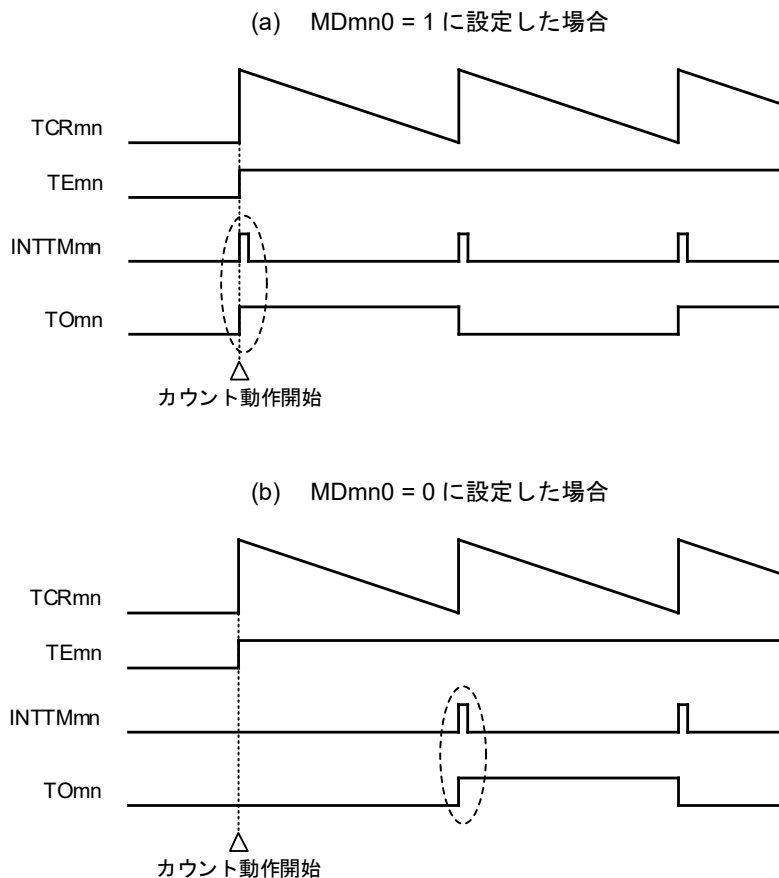 (a) MDmn0 = 1 に設定した場合
TCRmn
TEmn
INTTMmn
TOmn
カウント動作開始
(b) MDmn0 = 0 に設定した場合
TCRmn
TEmn
INTTMmn
TOmn
カウント動作開始